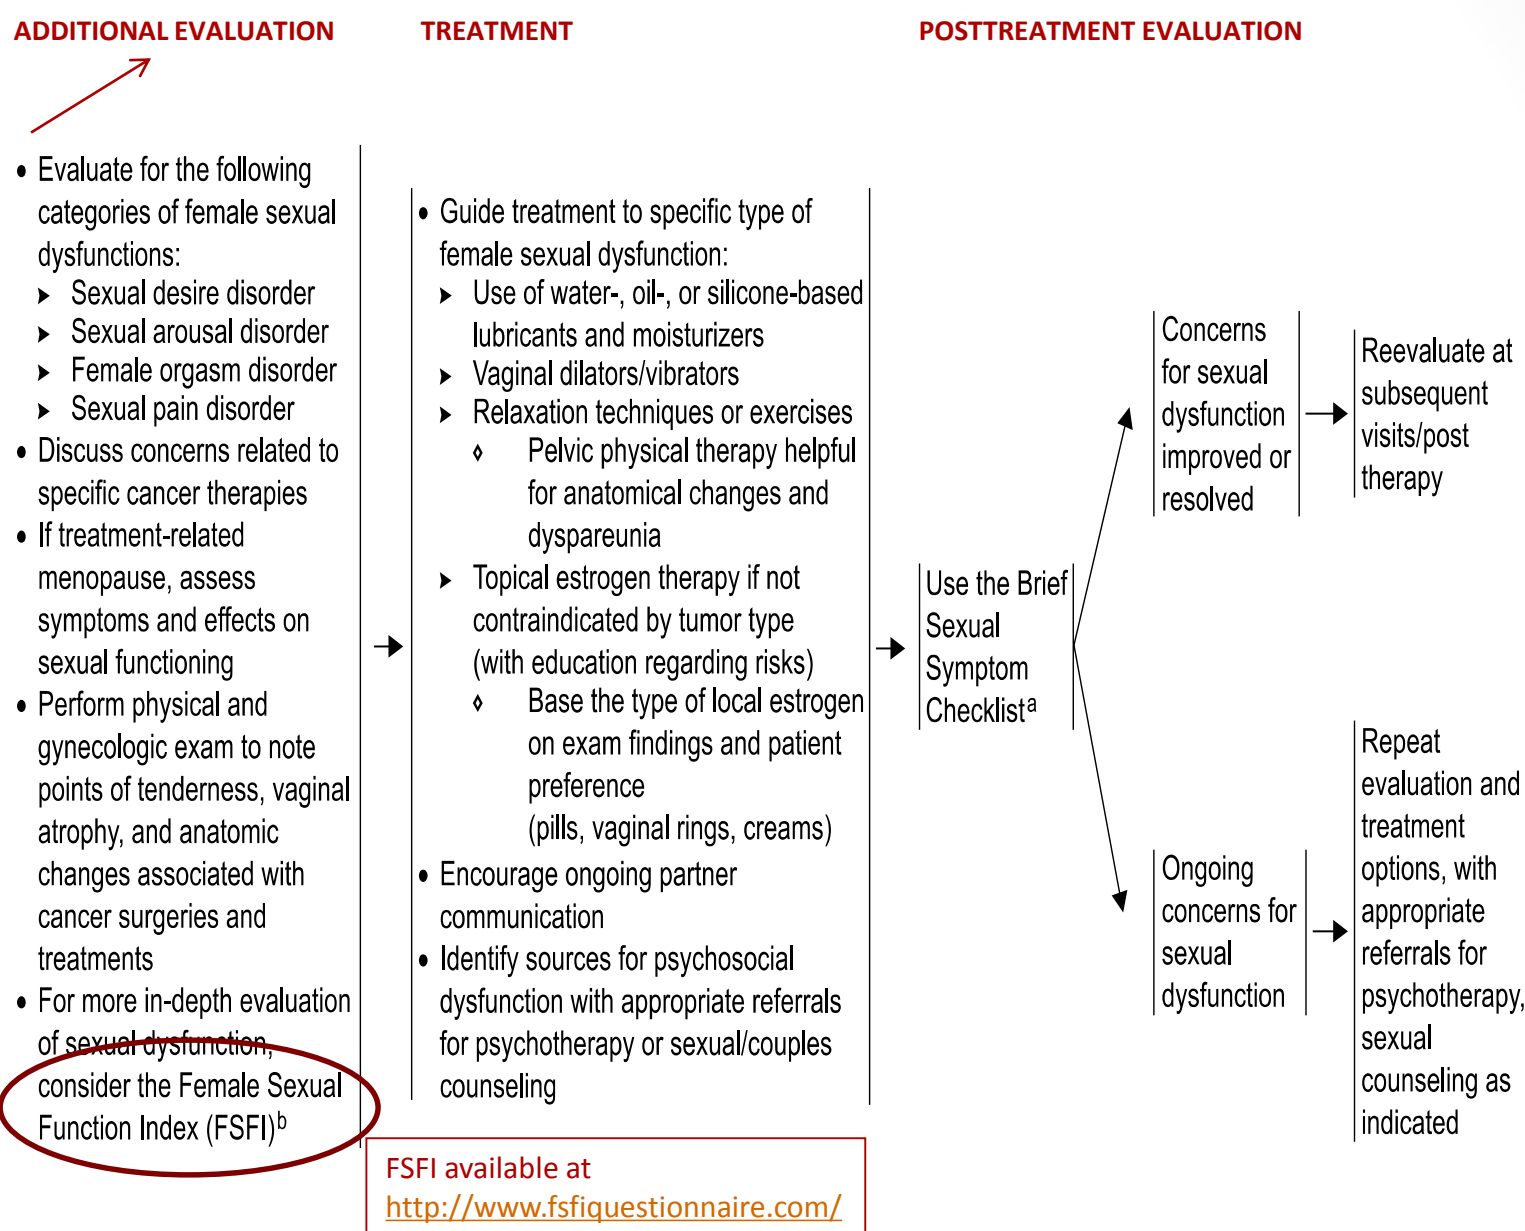 ADDITIONAL EVALUATION
TREATMENT
POSTTREATMENT EVALUATION
• Evaluate for the following
categories of female sexual
dysfunctions:
➤ Sexual desire disorder
➤ Sexual arousal disorder
➤ Female orgasm disorder
➤ Sexual pain disorder
• Discuss concerns related to
specific cancer therapies
• If treatment-related
menopause, assess
symptoms and effects on
sexual functioning
• Perform physical and
gynecologic exam to note
points of tenderness, vaginal
atrophy, and anatomic
changes associated with
cancer surgeries and
treatments
• For more in-depth evaluation
of sexual dysfunction,
consider the Female Sexual
Function Index (FSFI)b
• Guide treatment to specific type of
female sexual dysfunction:
➤ Use of water-, oil-, or silicone-based
lubricants and moisturizers
➤ Vaginal dilators/vibrators
➤ Relaxation techniques or exercises
◊ Pelvic physical therapy helpful
for anatomical changes and
dyspareunia
➤ Topical estrogen therapy if not
contraindicated by tumor type
(with education regarding risks)
◊ Base the type of local estrogen
on exam findings and patient
preference
(pills, vaginal rings, creams)
• Encourage ongoing partner
communication
• Identify sources for psychosocial
dysfunction with appropriate referrals
for psychotherapy or sexual/couples
counseling
FSFI available at
http://www.fsfiquestionnaire.com/
Use the Brief
Sexual
Symptom
Checklista
Concerns
for sexual
dysfunction
improved or
resolved
Reevaluate at
subsequent
visits/post
therapy
Ongoing
concerns for
sexual
dysfunction
Repeat
evaluation and
treatment
options, with
appropriate
referrals for
psychotherapy,
sexual
counseling as
indicated